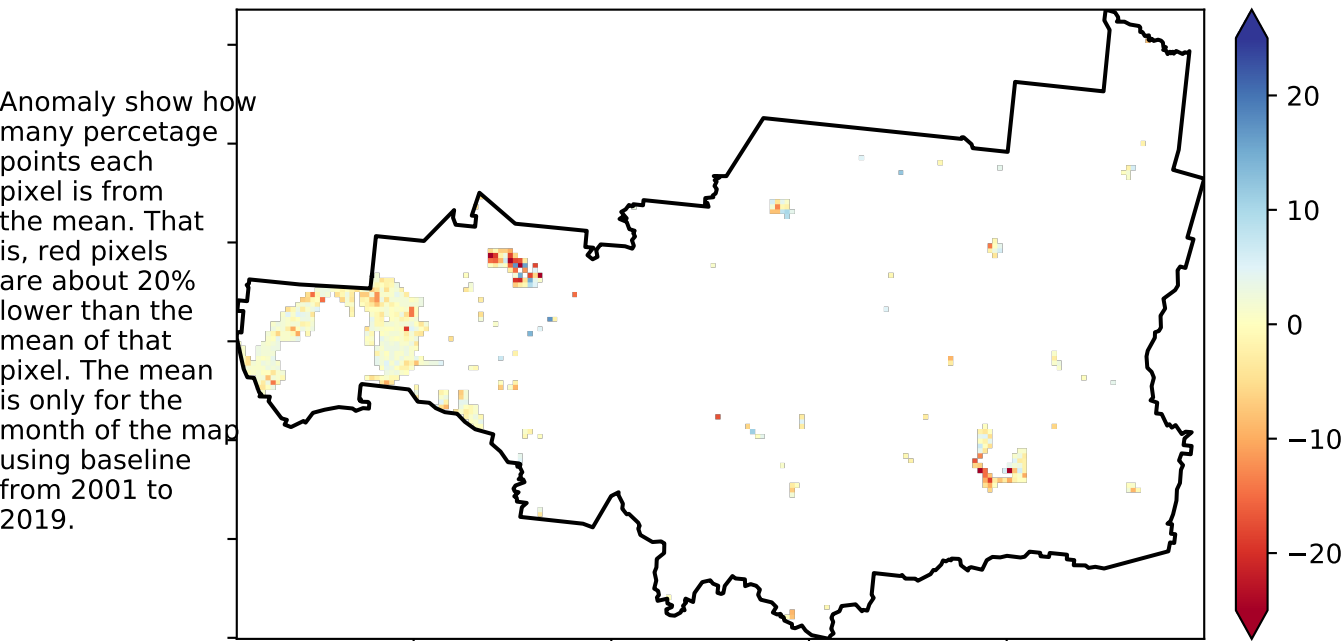 Anomaly show how
many percetage
points each
pixel is from
the mean. That
is, red pixels
are about 20%
lower than the
mean of that
pixel. The mean
is only for the
month of the map
using baseline
from 2001 to
2019.
20
10
0
−10
−20